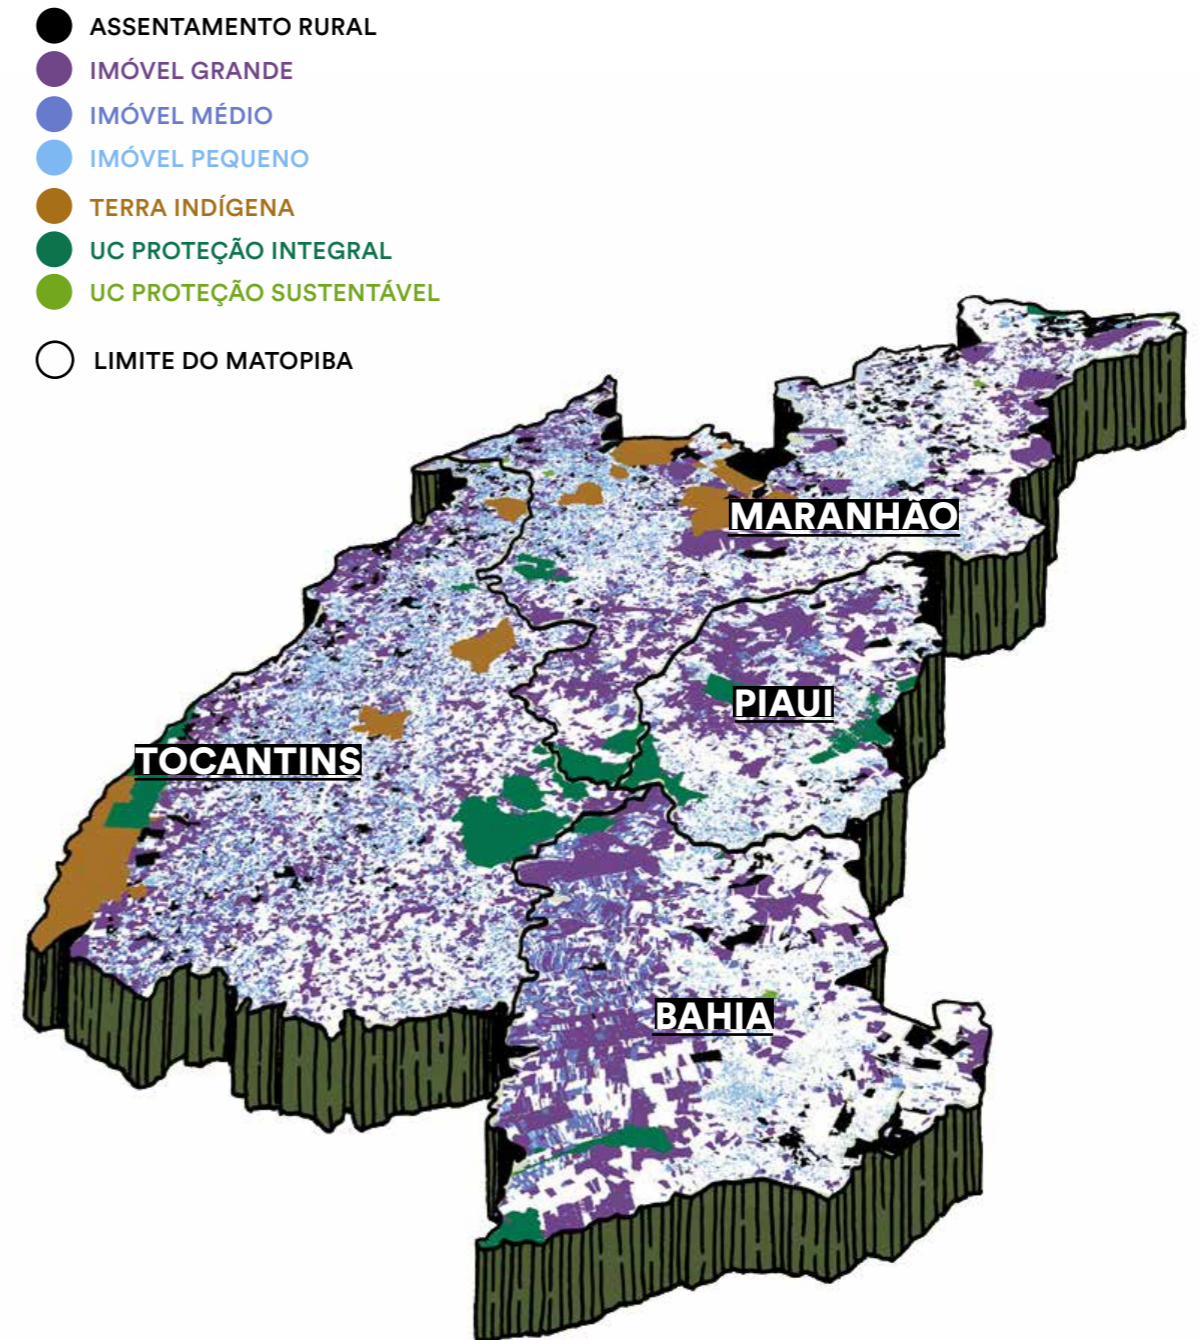 ASSENTAMENTO RURAL
IMÓVEL GRANDE
IMÓVEL MÉDIO
IMÓVEL PEQUENO
TERRA INDÍGENA
UC PROTEÇÃO INTEGRAL
UC PROTEÇÃO SUSTENTÁVEL
LIMITE DO MATOPIBA
MARANHÃO
PIAUI
TOCANTINS
BAHIA